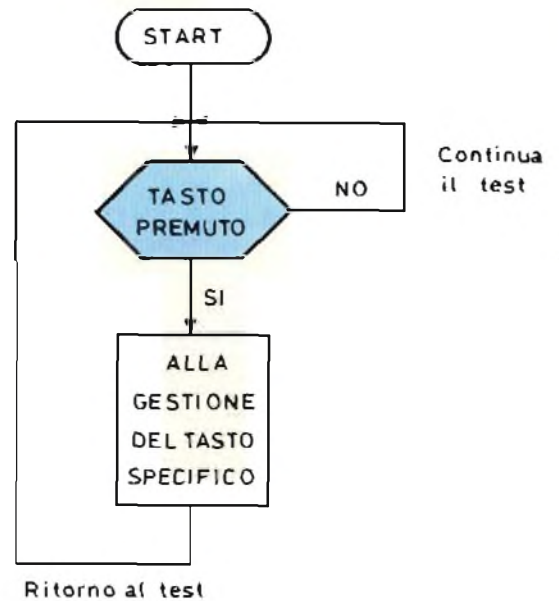 START
TASTO
PREMUTO
NO
Continua
il test
SI
ALLA
GESTIONE
DEL TASTO
SPECIFICO
Ritorno al test